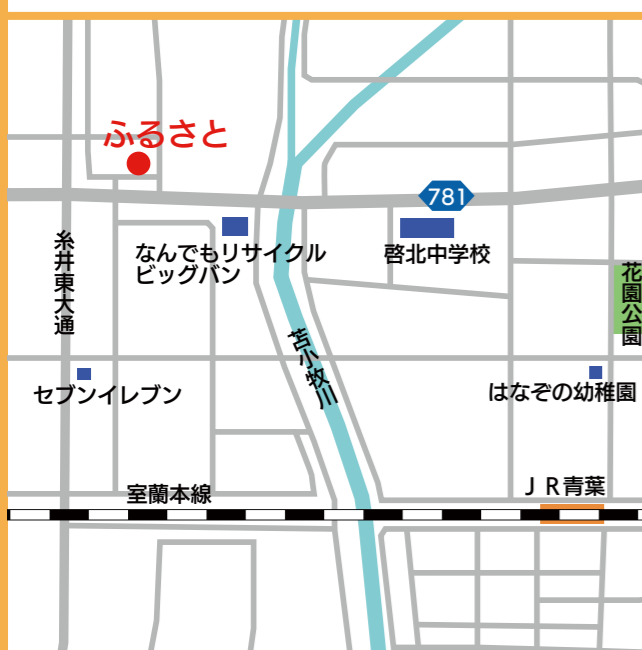 ふるさと
781
なんでもリサイクル
ビッグバン
啓北中学校
糸井東大通
花園公園
苫小牧川
セブンイレブン
はなぞの幼稚園
室蘭本線
ＪＲ青葉